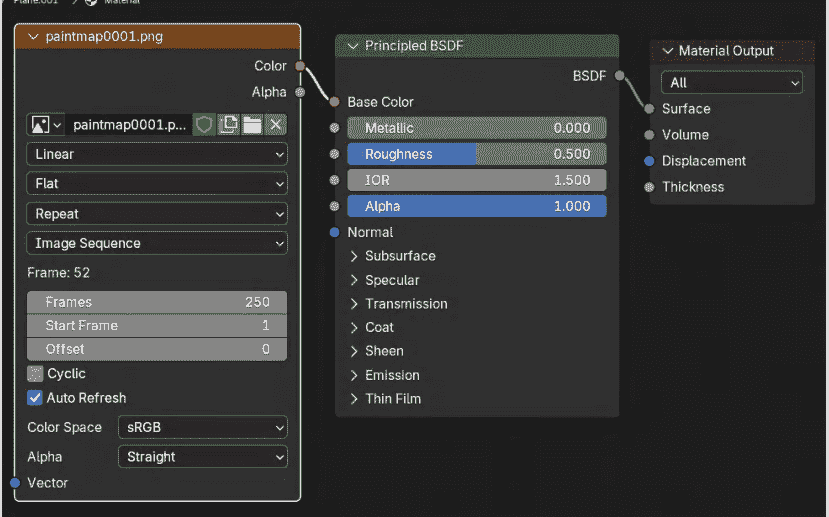 Plane.001 > Material
paintmap0001.png
Color
Alpha
paintmap0001.p...
Linear
Flat
Repeat
Image Sequence
Frame: 52
Frames 250
Start Frame 1
Offset 0
Cyclic
Auto Refresh
Color Space sRGB
Alpha Straight
Vector
Principled BSDF
BSDF
Base Color
Metallic 0.000
Roughness 0.500
IOR 1.500
Alpha 1.000
Normal
Subsurface
Specular
Transmission
Coat
Sheen
Emission
Thin Film
Material Output
All
Surface
Volume
Displacement
Thickness